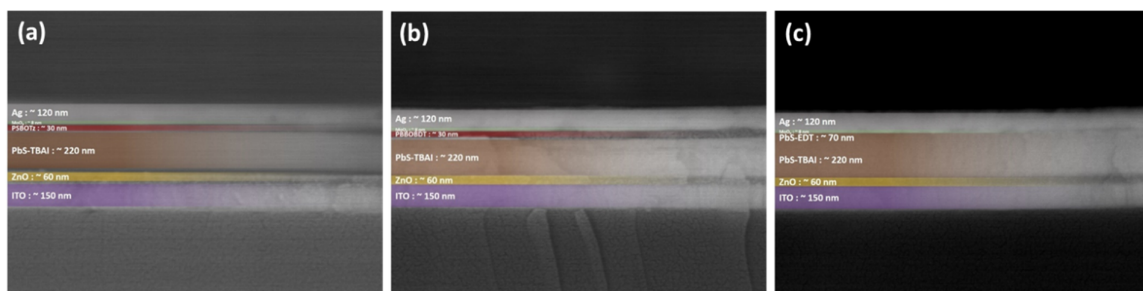 (a)
Ag : ~ 120 nm
PSBOTz : ~ 30 nm
PbS-TBAI : ~ 220 nm
ZnO : ~ 60 nm
ITO : ~ 150 nm
(b)
Ag : ~ 120 nm
PBBOBDT : ~ 30 nm
PbS-TBAI : ~ 220 nm
ZnO : ~ 60 nm
ITO : ~ 150 nm
(c)
Ag : ~ 120 nm
PbS-EDT : ~ 70 nm
PbS-TBAI : ~ 220 nm
ZnO : ~ 60 nm
ITO : ~ 150 nm